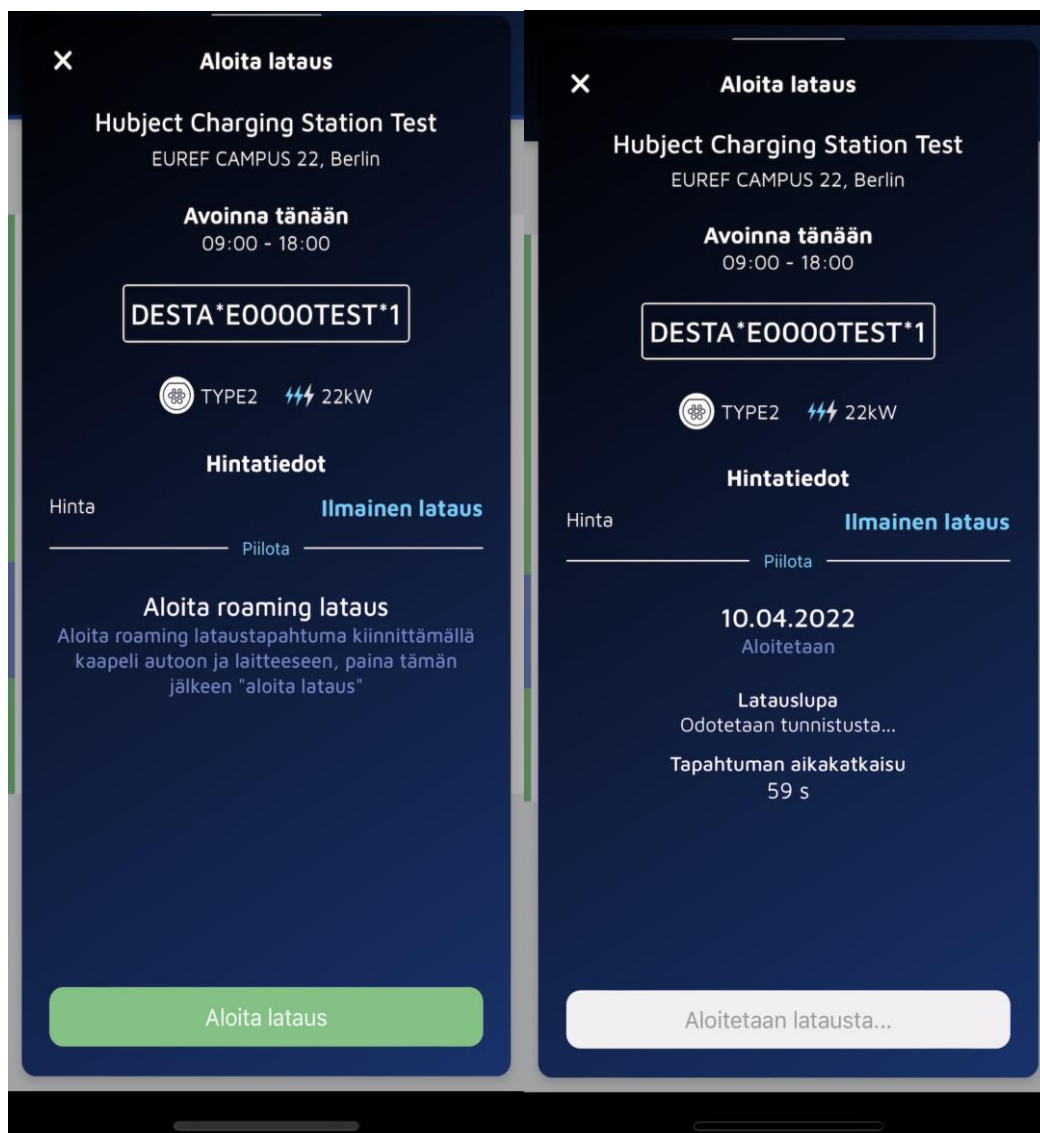 Aloita lataus
Hubject Charging Station Test
EUREF CAMPUS 22, Berlin
Avoinna tänään
09:00 - 18:00
DESTA*E0000TEST*1
TYPE2 22kW
Hintatiedot
Hinta Ilmainen lataus
Piilota
Aloita roaming lataus
Aloita roaming lataustapahtuma kiinnittämällä
kaapeli autoon ja laitteeseen, paina tämän
jälkeen "aloita lataus"
Aloita lataus
Aloita lataus
Hubject Charging Station Test
EUREF CAMPUS 22, Berlin
Avoinna tänään
09:00 - 18:00
DESTA*E0000TEST*1
TYPE2 22kW
Hintatiedot
Hinta Ilmainen lataus
Piilota
10.04.2022
Aloitetaan
Latauslupa
Odotetaan tunnistusta...
Tapahtuman aikakatkaisu
59 s
Aloitetaan latausta...